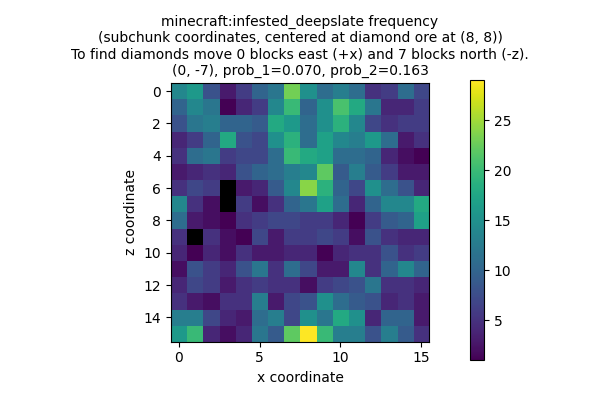 minecraft:infested_deepslate frequency
(subchunk coordinates, centered at diamond ore at (8, 8))
To find diamonds move 0 blocks east (+x) and 7 blocks north (-z).
(0, -7), prob_1=0.070, prob_2=0.163
0
2
4
6
8
10
12
14
z coordinate
0
5
10
15
x coordinate
25
20
15
10
5